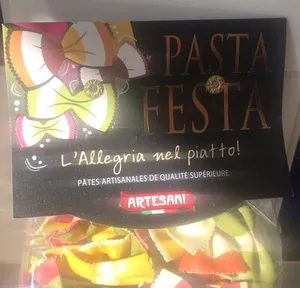 PASTA
FESTA
L'Allegria nel piatto!
PÂTES ARTISANALES DE QUALITÉ SUPÉRIEURE
ARTESANI